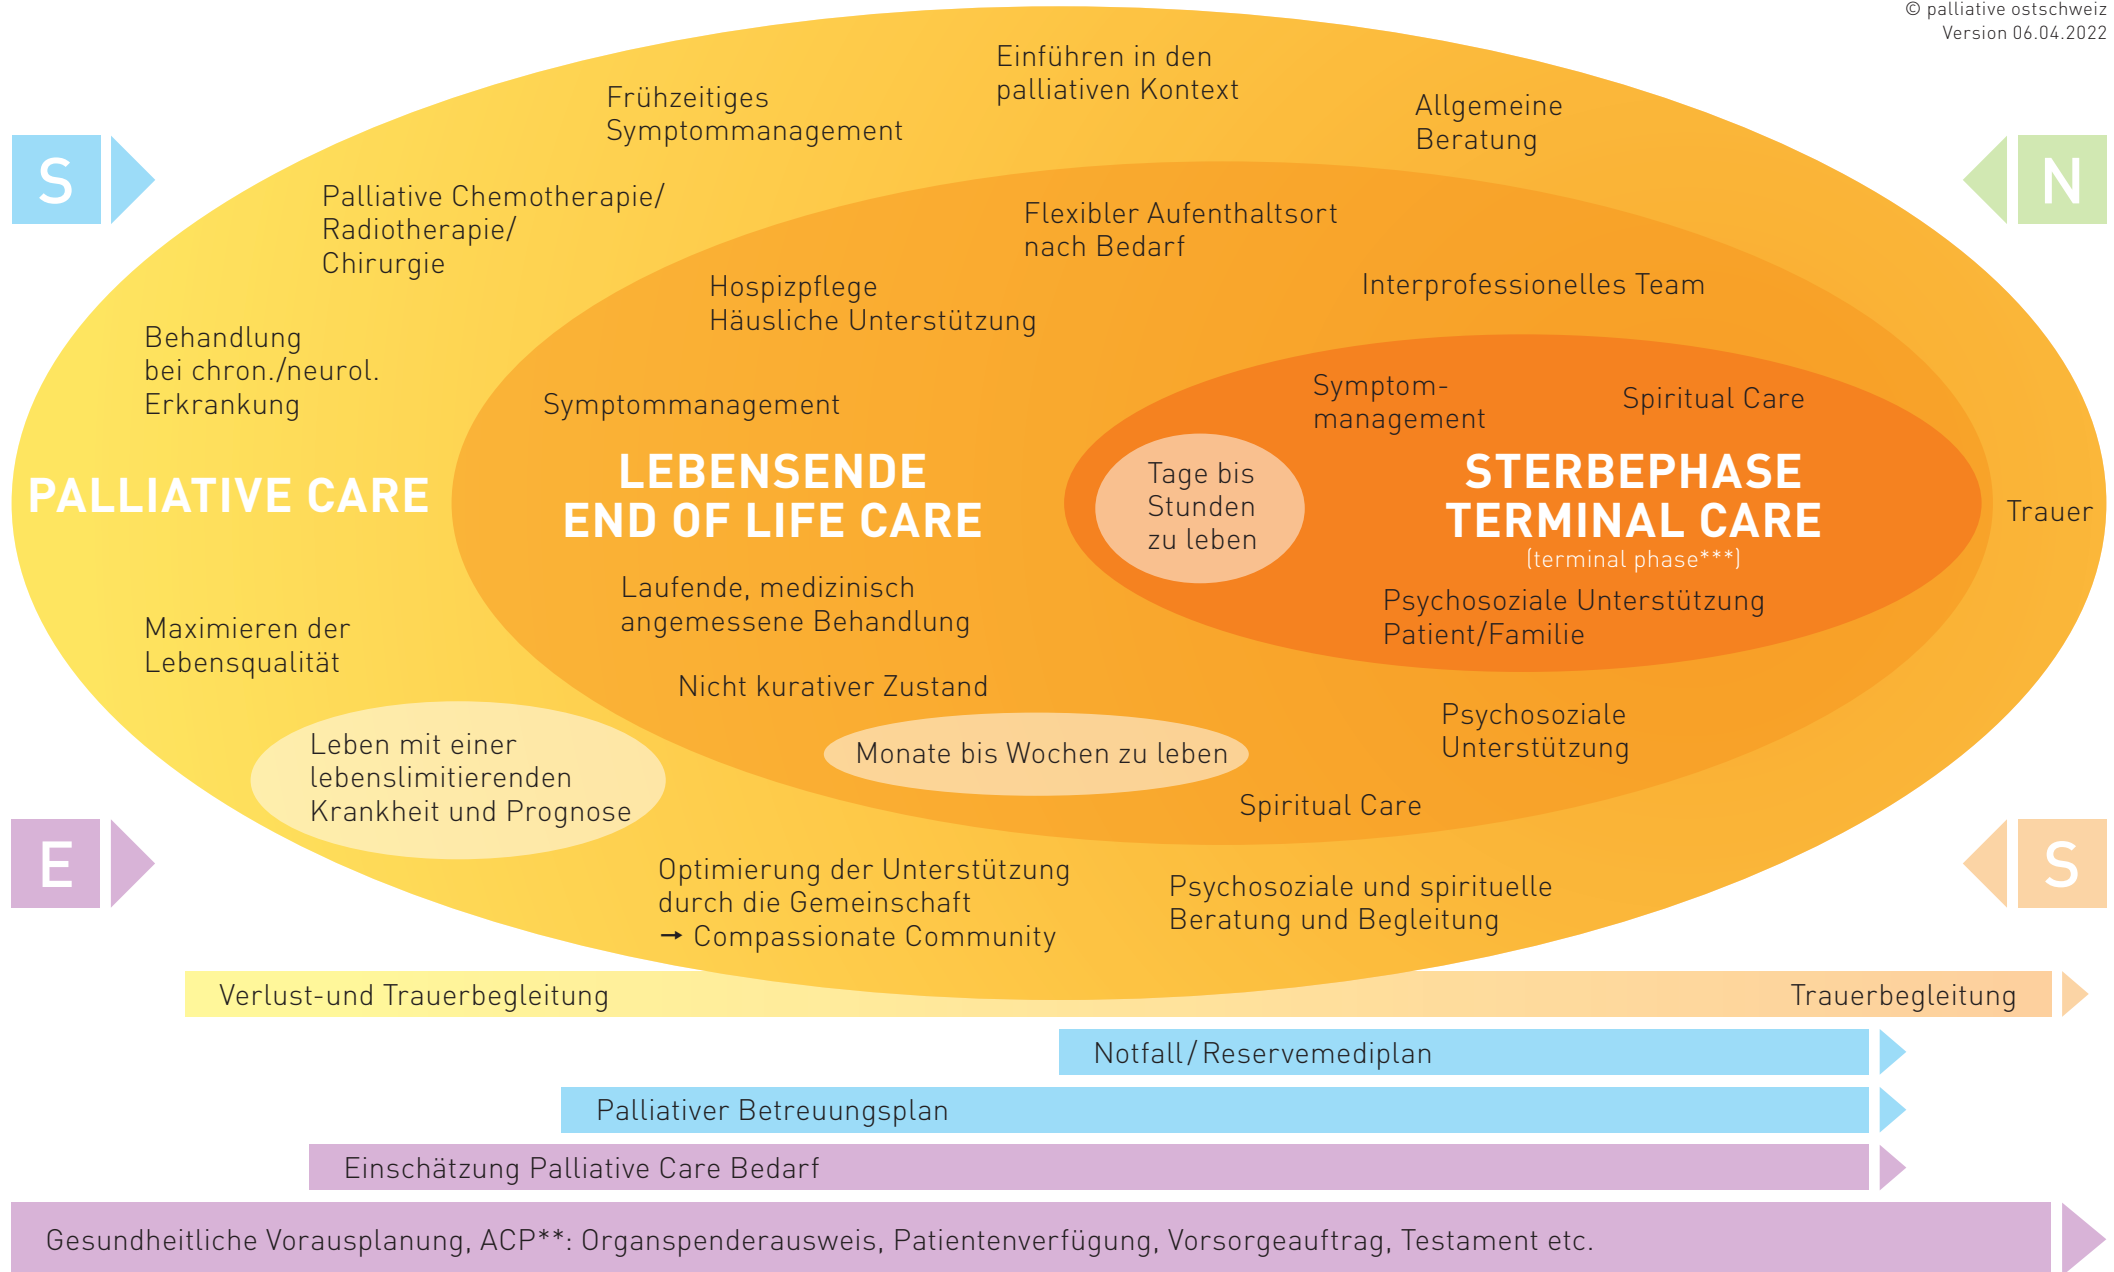 © palliative ostschweiz
Version 06.04.2022
Einführen in den
palliativen Kontext
Frühzeitiges
Symptommanagement
Allgemeine
Beratung
S
N
Palliative Chemotherapie/
Radiotherapie/
Chirurgie
Flexibler Aufenthaltsort
nach Bedarf
Hospizpflege
Häusliche Unterstützung
Interprofessionelles Team
Behandlung
bei chron./neurol.
Erkrankung
Symptommanagement
Symptom-
management
Spiritual Care
PALLIATIVE CARE
LEBENSENDE
END OF LIFE CARE
Tage bis
Stunden
zu leben
STERBEPHASE
TERMINAL CARE
(terminal phase***)
Trauer
Laufende, medizinisch
angemessene Behandlung
Psychosoziale Unterstützung
Patient/Familie
Maximieren der
Lebensqualität
Nicht kurativer Zustand
Psychosoziale
Unterstützung
Leben mit einer
lebenslimitierenden
Krankheit und Prognose
Monate bis Wochen zu leben
Spiritual Care
E
S
Optimierung der Unterstützung
durch die Gemeinschaft
→ Compassionate Community
Psychosoziale und spirituelle
Beratung und Begleitung
Verlust-und Trauerbegleitung
Trauerbegleitung
Notfall/Reservemediplan
Palliativer Betreuungsplan
Einschätzung Palliative Care Bedarf
Gesundheitliche Vorausplanung, ACP**: Organspenderausweis, Patientenverfügung, Vorsorgeauftrag, Testament etc.